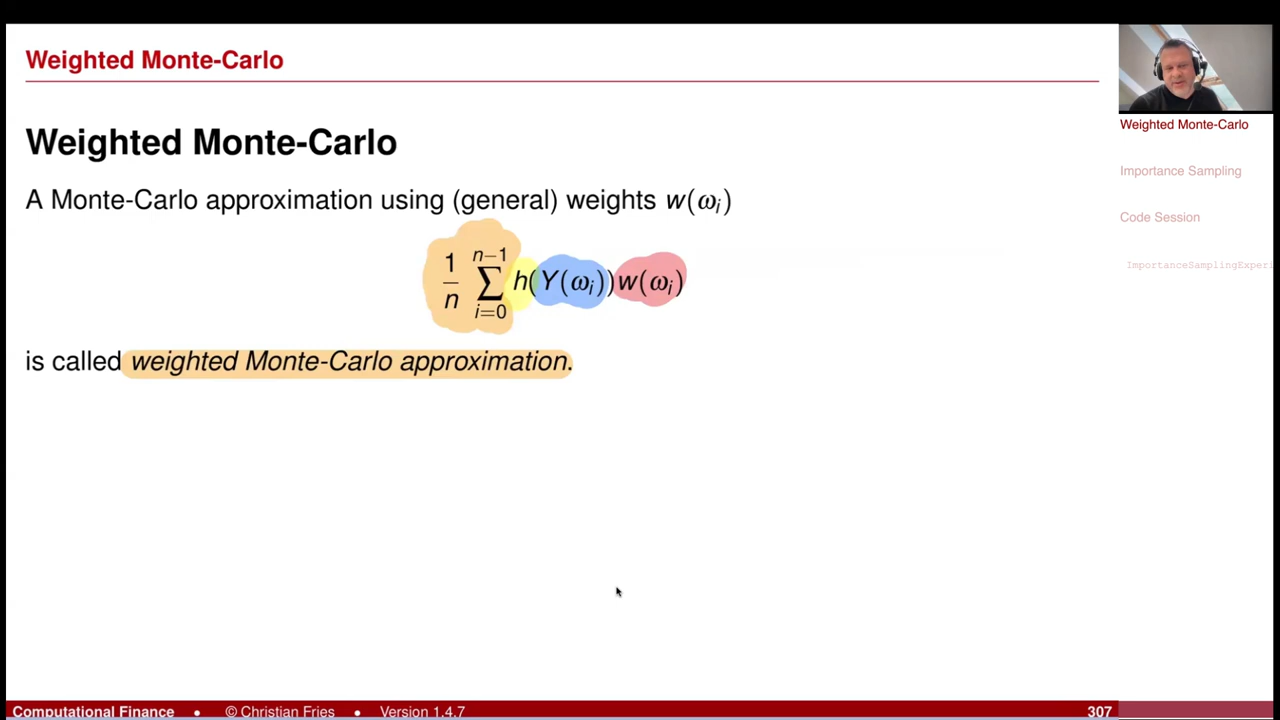 Weighted Monte-Carlo
Weighted Monte-Carlo
A Monte-Carlo approximation using (general) weights w(ωᵢ)
1/n ∑_{i=0}^{n−1} h(Y(ωᵢ))w(ωᵢ)
is called weighted Monte-Carlo approximation.
Weighted Monte-Carlo
Importance Sampling
Code Session
ImportanceSamplingExperi
Computational Finance • © Christian Fries • Version 1.4.7 307